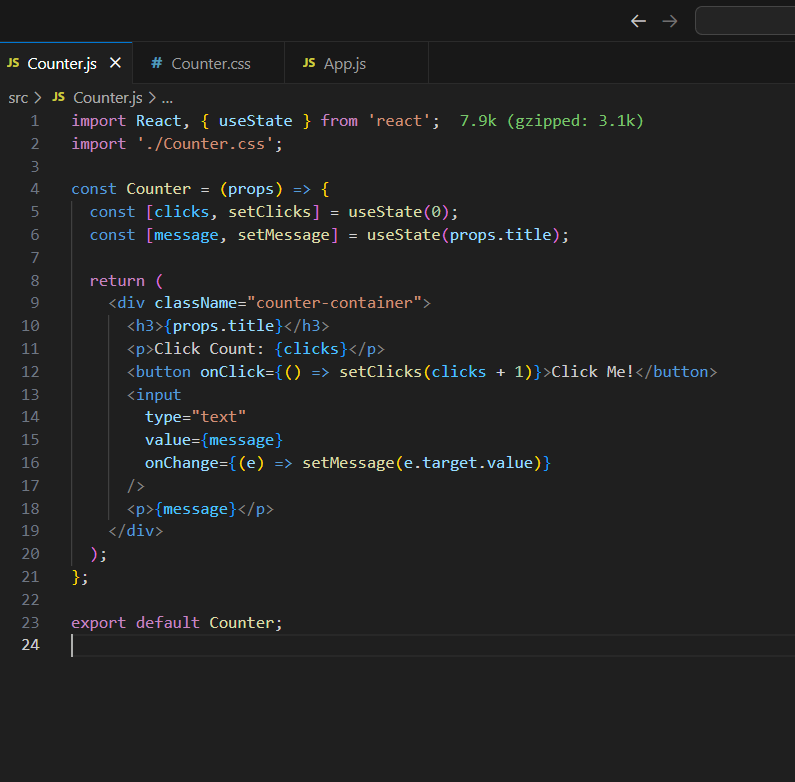 JS Counter.js × # Counter.css JS App.js
src > JS Counter.js > ...
1 import React, { useState } from 'react'; 7.9k (gzipped: 3.1k)
2 import './Counter.css';
3
4 const Counter = (props) => {
5   const [clicks, setClicks] = useState(0);
6   const [message, setMessage] = useState(props.title);
7
8   return (
9     <div className="counter-container">
10       <h3>{props.title}</h3>
11       <p>Click Count: {clicks}</p>
12       <button onClick={() => setClicks(clicks + 1)}>Click Me!</button>
13       <input
14         type="text"
15         value={message}
16         onChange={(e) => setMessage(e.target.value)}
17       />
18       <p>{message}</p>
19     </div>
20   );
21 };
22
23 export default Counter;
24